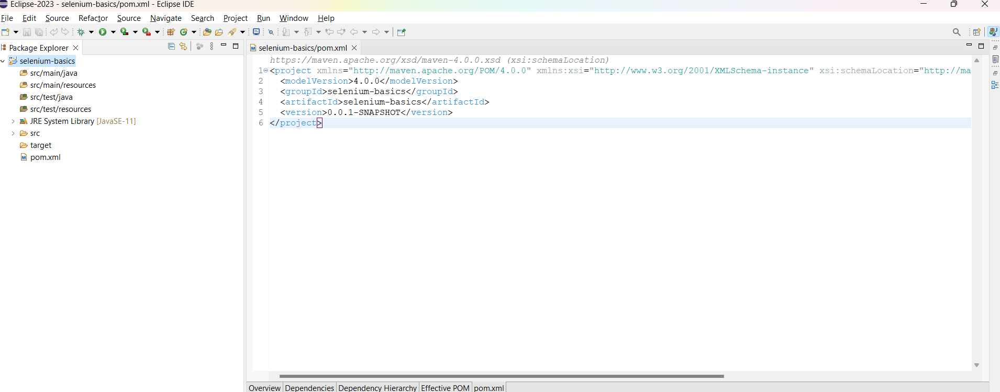 Eclipse-2023 - selenium-basics/pom.xml - Eclipse IDE
File Edit Source Refactor Source Navigate Search Project Run Window Help
Package Explorer
selenium-basics
src/main/java
src/main/resources
src/test/java
src/test/resources
JRE System Library [JavaSE-11]
src
target
pom.xml
selenium-basics/pom.xml
https://maven.apache.org/xsd/maven-4.0.0.xsd (xsi:schemaLocation)
1 <project xmlns="http://maven.apache.org/POM/4.0.0" xmlns:xsi="http://www.w3.org/2001/XMLSchema-instance" xsi:schemaLocation="http://ma
2 <modelVersion>4.0.0</modelVersion>
3 <groupId>selenium-basics</groupId>
4 <artifactId>selenium-basics</artifactId>
5 <version>0.0.1-SNAPSHOT</version>
6 </project>
Overview Dependencies Dependency Hierarchy Effective POM pom.xml